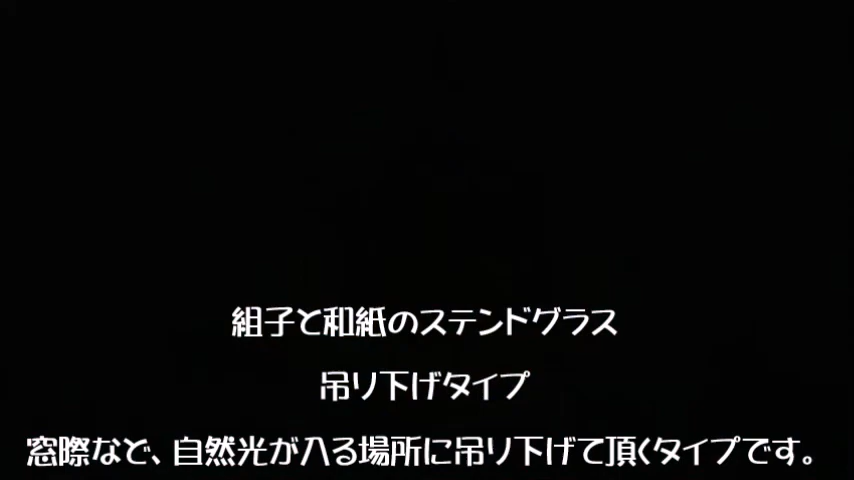 組子と和紙のステンドグラス
吊り下げタイプ
窓際など、自然光が入る場所に吊り下げて頂くタイプです。